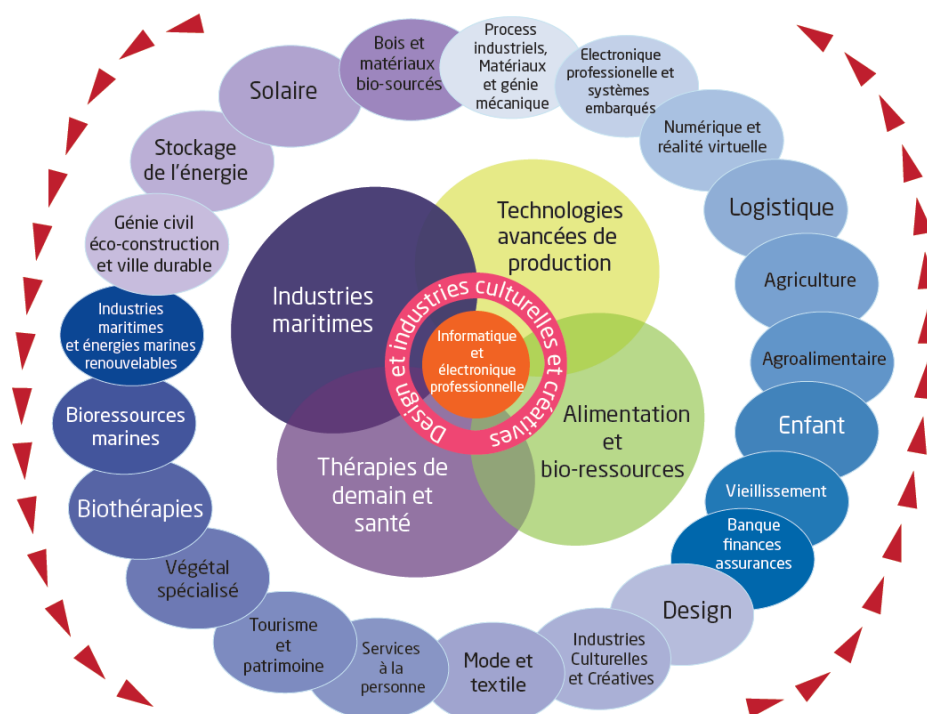 Bois et
matériaux
bio-sourcés
Process
industriels,
Matériaux
et génie
mécanique
Electronique
professionelle et
systèmes
embarqués
Numérique et
réalité virtuelle
Logistique
Agriculture
Agroalimentaire
Enfant
Vieillissement
Banque
finances
assurances
Design
Industries
Culturelles
et Créatives
Mode et
textile
Services
à la
personne
Tourisme
et
patrimoine
Végétal
spécialisé
Biothérapies
Bioressources
marines
Industries
maritimes
et énergies marines
renouvelables
Génie civil
éco-construction
et ville durable
Stockage
de l'énergie
Solaire
Industries
maritimes
Technologies
avancées de
production
Alimentation
et
bio-ressources
Thérapies de
demain et
santé
Design et industries culturelles et créatives
Informatique
et
électronique
professionnelle